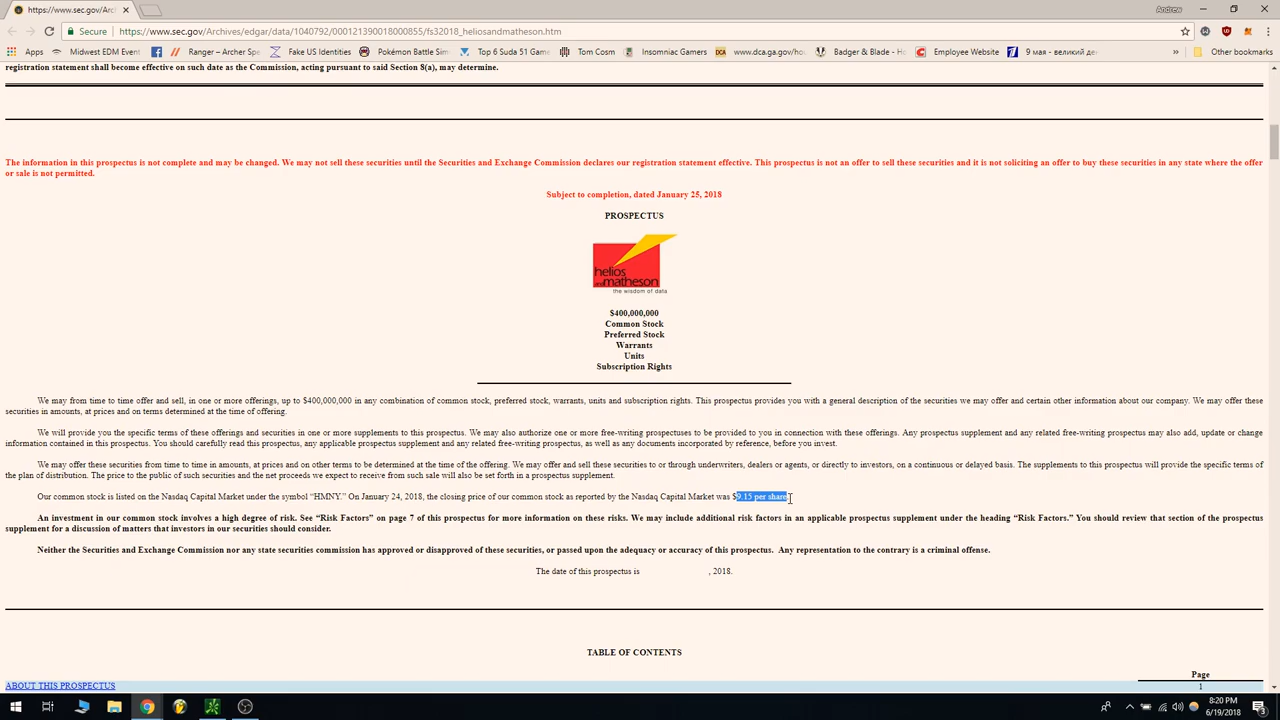 https://www.sec.gov/Arc
Andrew
Secure
https://www.sec.gov/Archives/edgar/data/1040792/000121390018000855/fs32018_heliosandmatheson.htm
Apps
Midwest EDM Event
Ranger – Archer Spe
Fake US Identities
Pokémon Battle Sim
Top 6 Suda 51 Game
Tom Cosm
Insomniac Games
www.dca.ga.gov/hou
Badger & Blade - Ho
Employee Website
9 мая - великий де
Other bookmarks
registration statement shall become effective on such date as the Commission, acting pursuant to said Section 8(a), may determine.
The information in this prospectus is not complete and may be changed. We may not sell these securities until the Securities and Exchange Commission declares our registration statement effective. This prospectus is not an offer to sell these securities and it is not soliciting an offer to buy these securities in any state where the offer
or sale is not permitted.
Subject to completion, dated January 25, 2018
PROSPECTUS
helios
and matheson
the wisdom of data
$400,000,000
Common Stock
Preferred Stock
Warrants
Units
Subscription Rights
We may from time to time offer and sell, in one or more offerings, up to $400,000,000 in any combination of common stock, preferred stock, warrants, units and subscription rights. This prospectus provides you with a general description of the securities we may offer and certain other information about our company. We may offer these
securities in amounts, at prices and on terms determined at the time of offering.
We will provide you the specific terms of these offerings and securities in one or more supplements to this prospectus. We may also authorize one or more free-writing prospectuses to be provided to you in connection with these offerings. Any prospectus supplement and any related free-writing prospectus may also add, update or change
information contained in this prospectus. You should carefully read this prospectus, any applicable prospectus supplement and any related free-writing prospectus, as well as any documents incorporated by reference, before you invest.
We may offer these securities from time to time in amounts, at prices and on other terms to be determined at the time of the offering. We may offer and sell these securities to or through underwriters, dealers or agents, or directly to investors, on a continuous or delayed basis. The supplements to this prospectus will provide the specific terms of
the plan of distribution. The price to the public of such securities and the net proceeds we expect to receive from such sale will also be set forth in a prospectus supplement.
Our common stock is listed on the Nasdaq Capital Market under the symbol “HMNY.” On January 24, 2018, the closing price of our common stock as reported by the Nasdaq Capital Market was $9.15 per share
An investment in our common stock involves a high degree of risk. See “Risk Factors” on page 7 of this prospectus for more information on these risks. We may include additional risk factors in an applicable prospectus supplement under the heading “Risk Factors.” You should review that section of the prospectus
supplement for a discussion of matters that investors in our securities should consider.
Neither the Securities and Exchange Commission nor any state securities commission has approved or disapproved of these securities, or passed upon the adequacy or accuracy of this prospectus. Any representation to the contrary is a criminal offense.
The date of this prospectus is , 2018.
TABLE OF CONTENTS
Page
ABOUT THIS PROSPECTUS
1
8:20 PM
6/19/2018